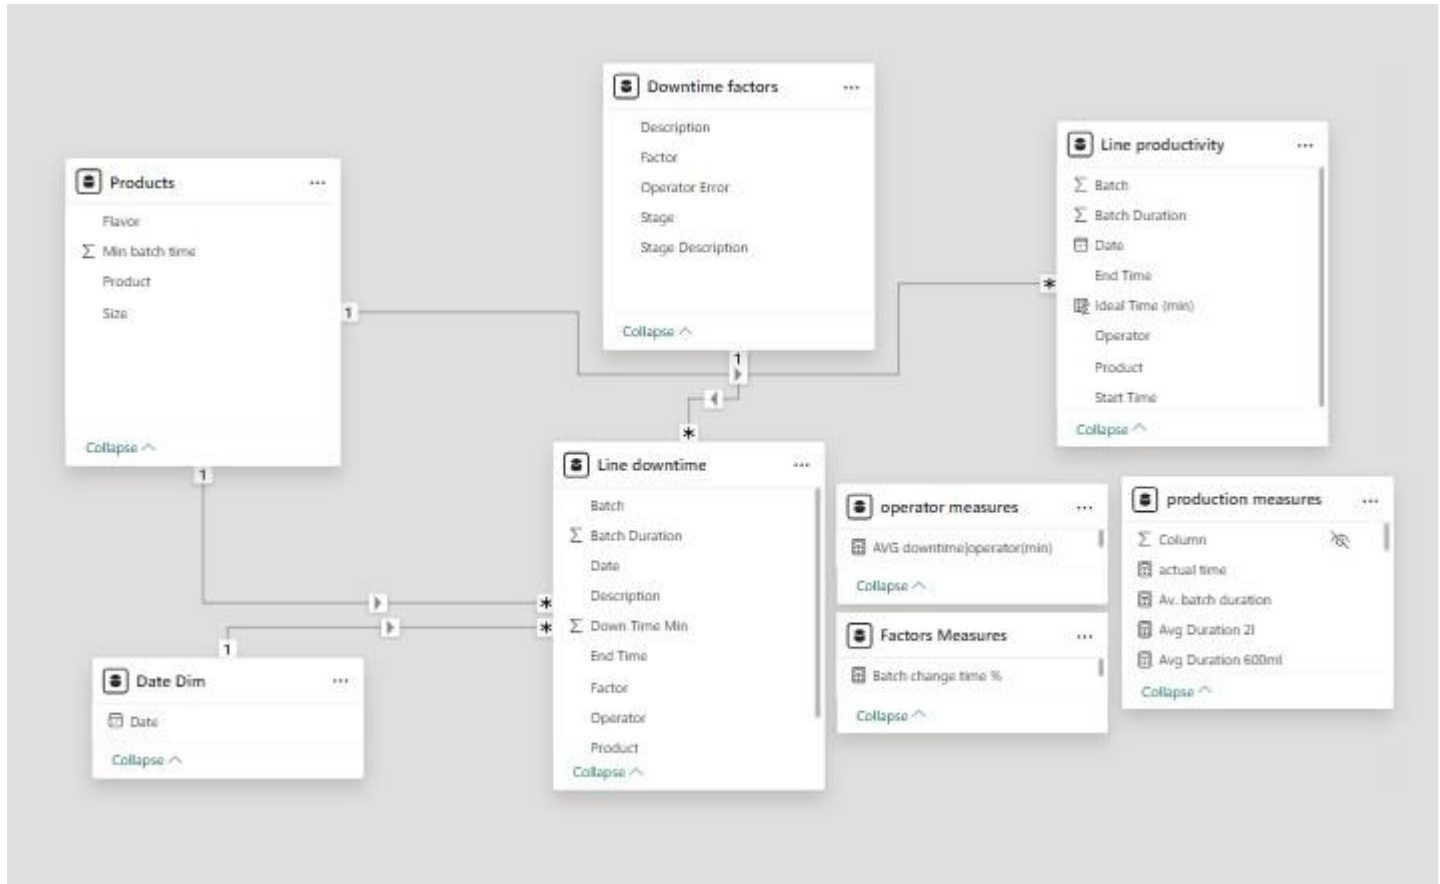 Downtime factors
Description
Factor
Operator Error
Stage
Stage Description
Collapse
Line productivity
Batch
Batch Duration
Date
End Time
Ideal Time (min)
Operator
Product
Start Time
Collapse
Products
Flavor
Min batch time
Product
Size
Collapse
1
*
1
*
1
*
1
*
Line downtime
Batch
Batch Duration
Date
Description
Down Time Min
End Time
Factor
Operator
Product
Collapse
operator measures
AVG downtime|operator(min)
Collapse
production measures
Column
actual time
Av. batch duration
Avg Duration 2l
Avg Duration 600ml
Collapse
Factors Measures
Batch change time %
Collapse
Date Dim
Date
Collapse